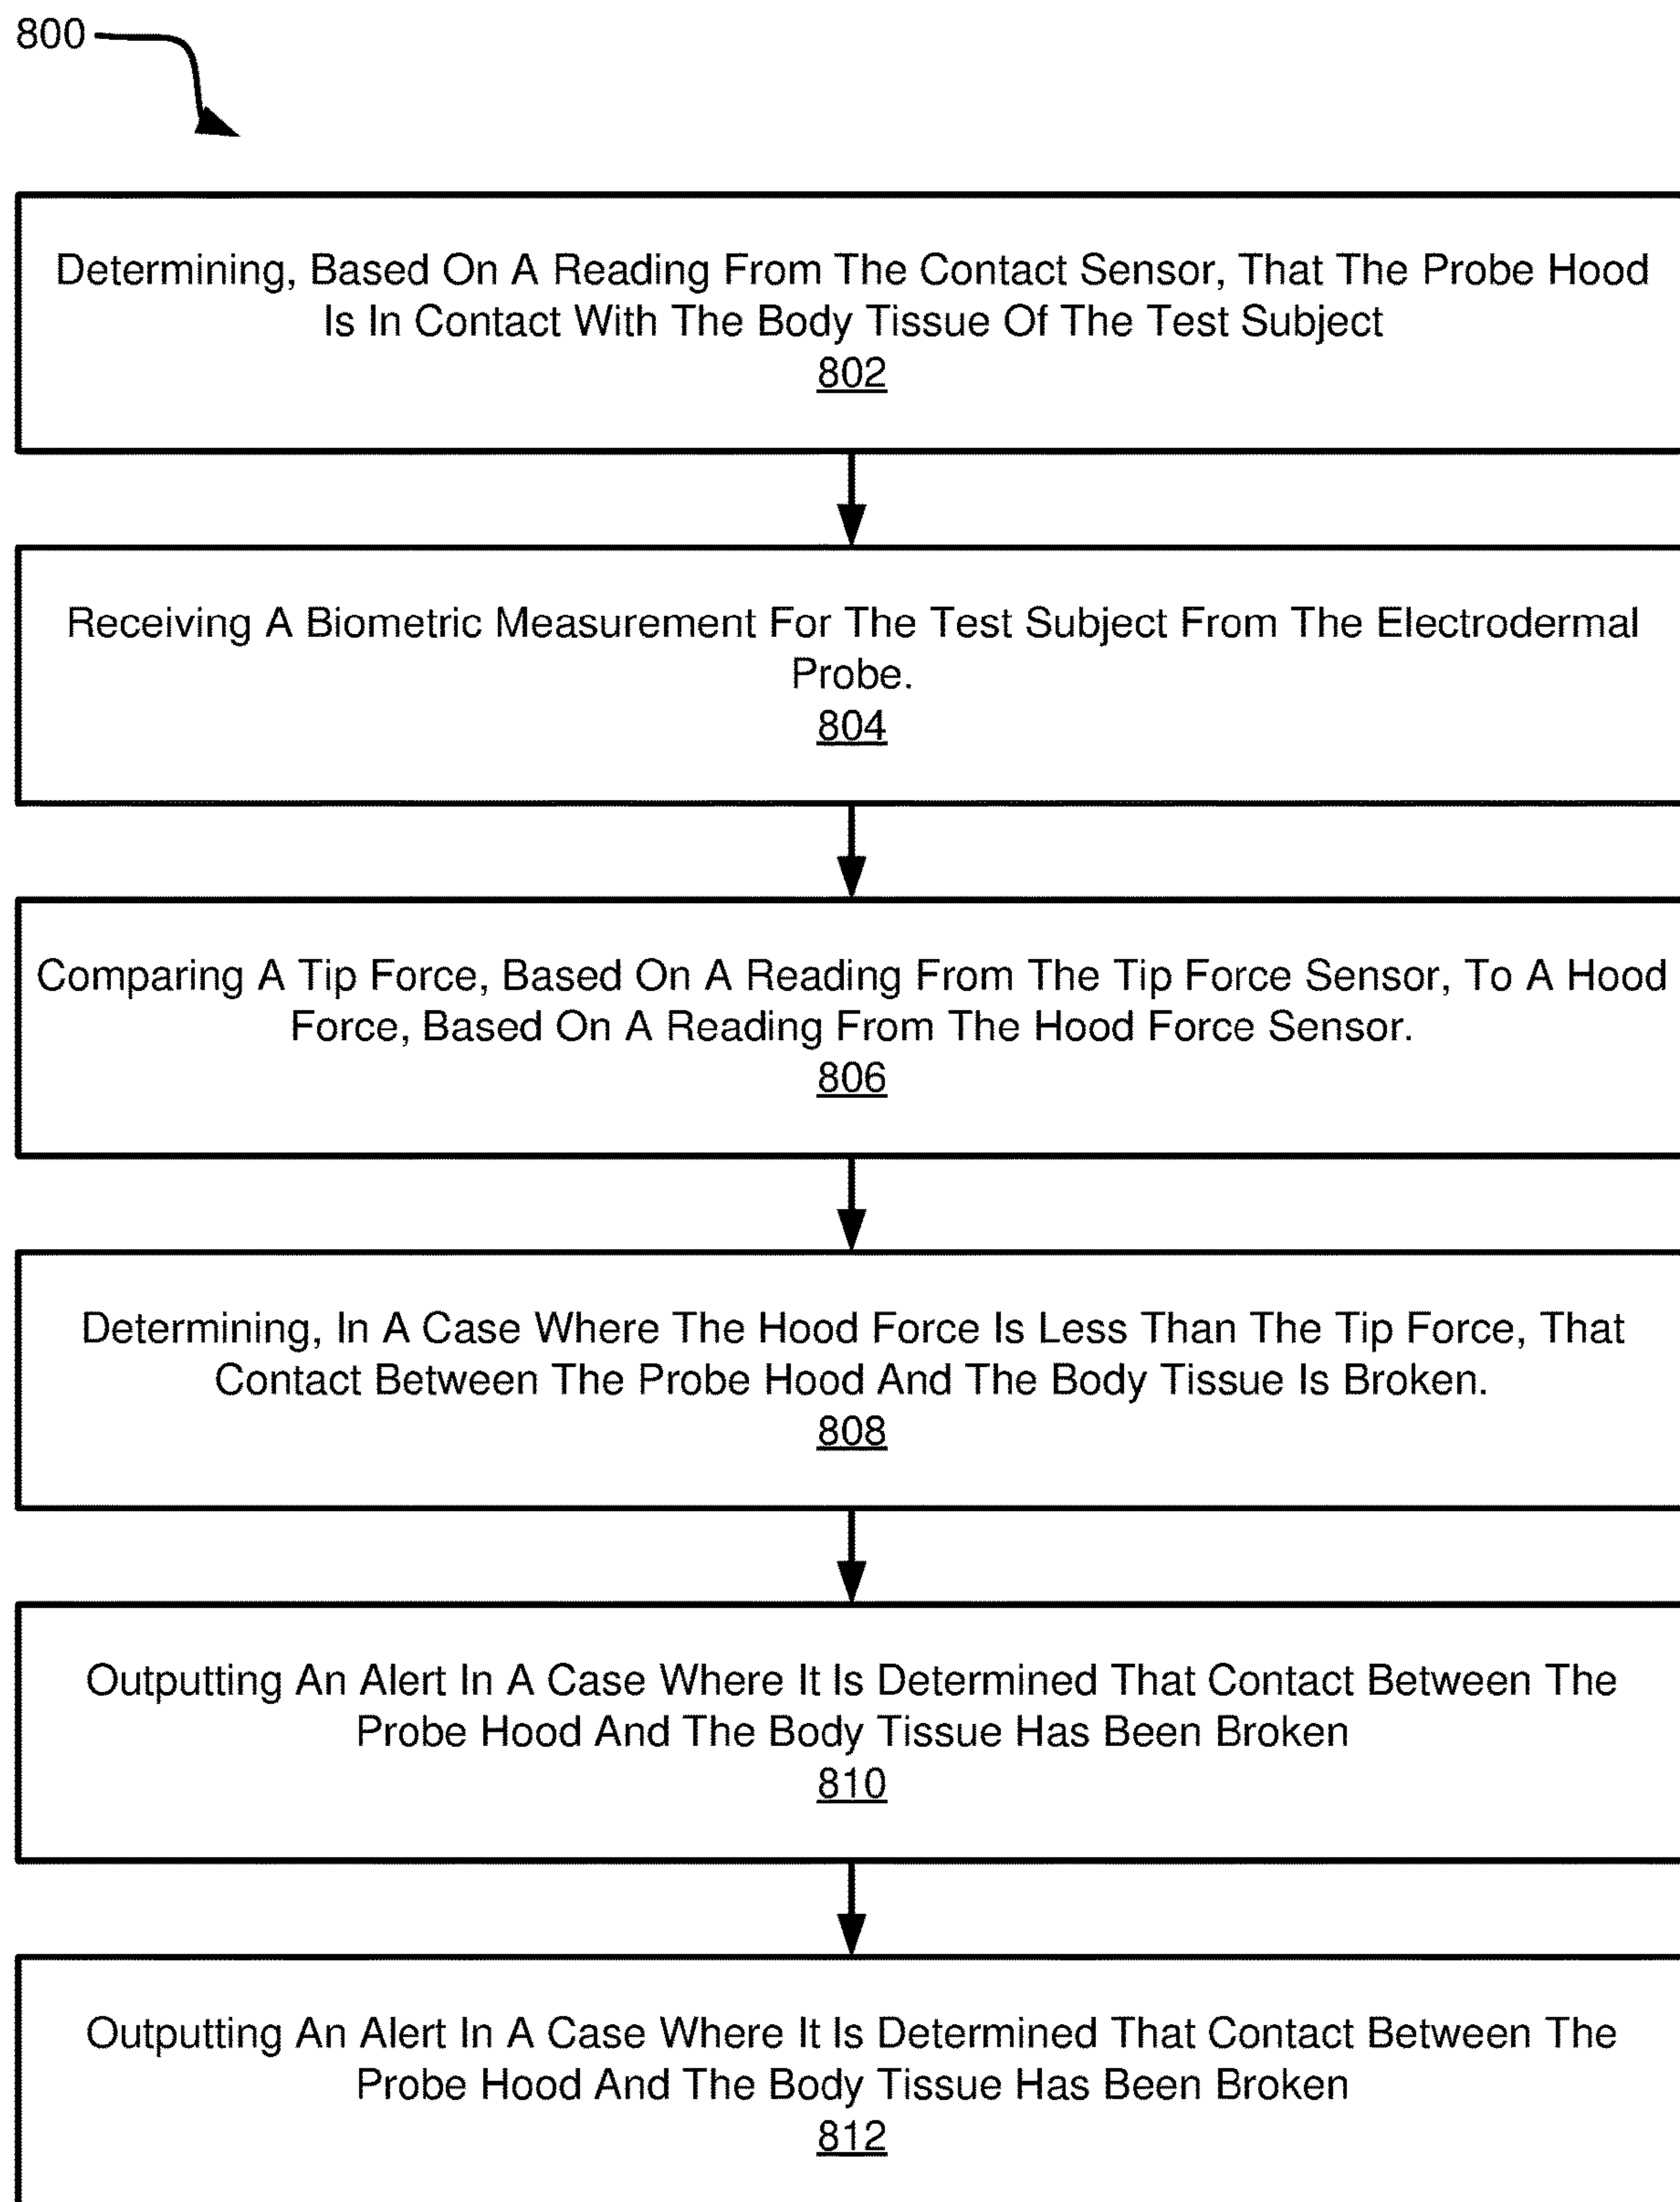 800
Determining, Based On A Reading From The Contact Sensor, That The Probe Hood
Is In Contact With The Body Tissue Of The Test Subject
802
Receiving A Biometric Measurement For The Test Subject From The Electrodermal
Probe.
804
Comparing A Tip Force, Based On A Reading From The Tip Force Sensor, To A Hood
Force, Based On A Reading From The Hood Force Sensor.
806
Determining, In A Case Where The Hood Force Is Less Than The Tip Force, That
Contact Between The Probe Hood And The Body Tissue Is Broken.
808
Outputting An Alert In A Case Where It Is Determined That Contact Between The
Probe Hood And The Body Tissue Has Been Broken
810
Outputting An Alert In A Case Where It Is Determined That Contact Between The
Probe Hood And The Body Tissue Has Been Broken
812